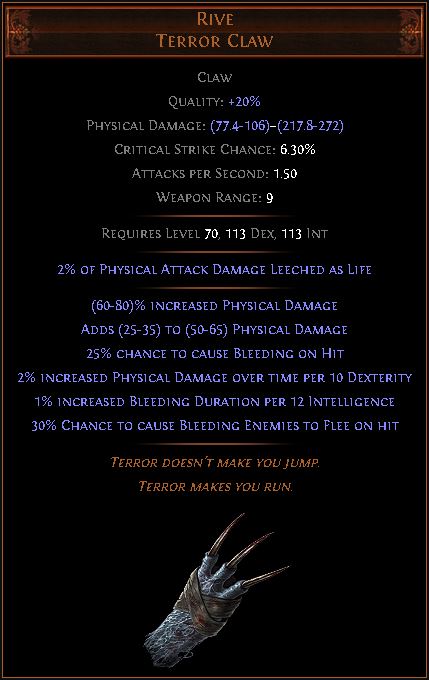 Rive
Terror Claw
Claw
Quality: +20%
Physical Damage: (77.4-106)–(217.8-272)
Critical Strike Chance: 6.30%
Attacks per Second: 1.50
Weapon Range: 9
Requires Level 70, 113 Dex, 113 Int
2% of Physical Attack Damage Leeched as Life
(60-80)% increased Physical Damage
Adds (25-35) to (50-65) Physical Damage
25% chance to cause Bleeding on Hit
2% increased Physical Damage over time per 10 Dexterity
1% increased Bleeding Duration per 12 Intelligence
30% Chance to cause Bleeding Enemies to Flee on hit
Terror doesn't make you jump.
Terror makes you run.